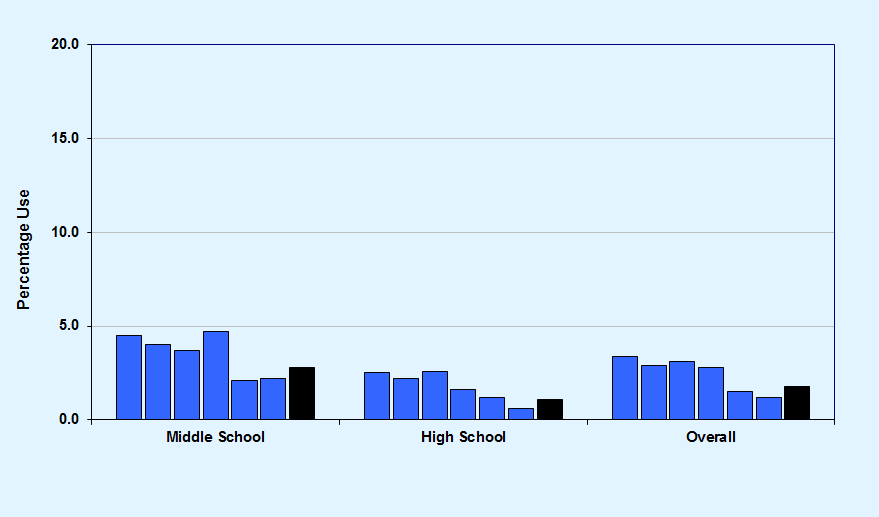 20.0
15.0
10.0
5.0
0.0
Percentage Use
Middle School
High School
Overall